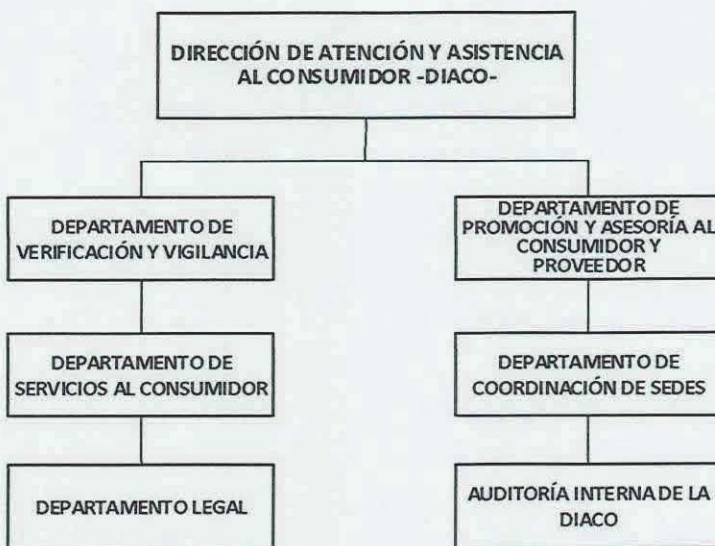 DIRECCIÓN DE ATENCIÓN Y ASISTENCIA
AL CONSUMIDOR -DIACO-
DEPARTAMENTO DE
VERIFICACIÓN Y VIGILANCIA
DEPARTAMENTO DE
PROMOCIÓN Y ASESORÍA AL
CONSUMIDOR Y
PROVEEDOR
DEPARTAMENTO DE
SERVICIOS AL CONSUMIDOR
DEPARTAMENTO DE
COORDINACIÓN DE SEDES
DEPARTAMENTO LEGAL
AUDITORÍA INTERNA DE LA
DIACO